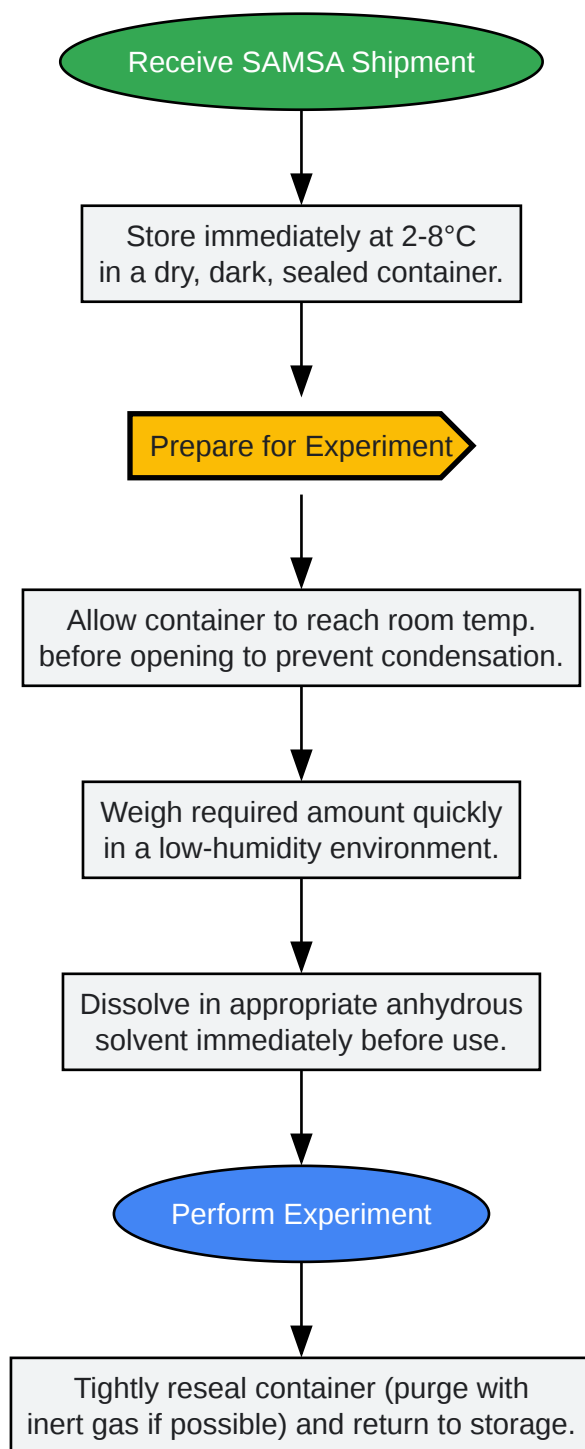 Receive SAMSA Shipment
Store immediately at 2-8°C
in a dry, dark, sealed container.
Prepare for Experiment
Allow container to reach room temp.
before opening to prevent condensation.
Weigh required amount quickly
in a low-humidity environment.
Dissolve in appropriate anhydrous
solvent immediately before use.
Perform Experiment
Tightly reseal container (purge with
inert gas if possible) and return to storage.